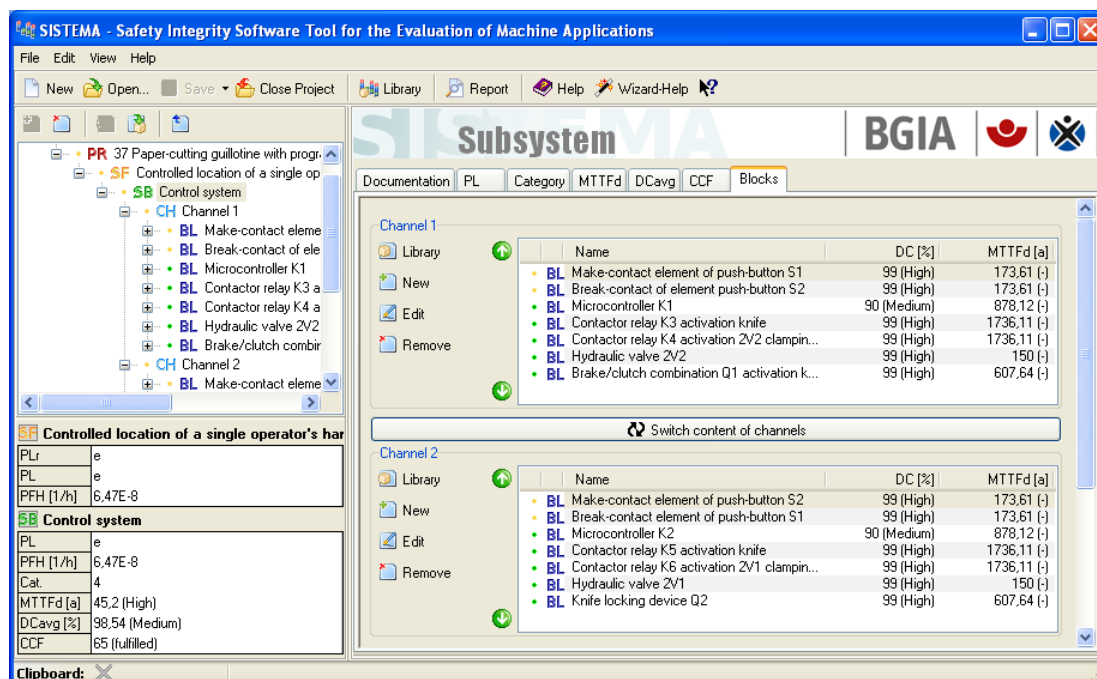 SISTEMA - Safety Integrity Software Tool for the Evaluation of Machine Applications
File Edit View Help
New Open... Save Close Project Library Report Help Wizard-Help
SISTEMA
Subsystem
BGIA
PR 37 Paper-cutting guillotine with progr
SF Controlled location of a single op
SB Control system
CH Channel 1
BL Make-contact eleme
BL Break-contact of ele
BL Microcontroller K1
BL Contactor relay K3 a
BL Contactor relay K4 a
BL Hydraulic valve 2V2
BL Brake/clutch combir
CH Channel 2
BL Make-contact eleme
SF Controlled location of a single operator's har
PLr e
PL e
PFH [1/h] 6,47E-8
SB Control system
PL e
PFH [1/h] 6,47E-8
Cat. 4
MTTFd [a] 45,2 (High)
DCavg [%] 98,54 (Medium)
CCF 65 (fulfilled)
Clipboard:
Documentation PL Category MTTFd DCavg CCF Blocks
Channel 1
Library
New
Edit
Remove
Name DC [%] MTTFd [a]
BL Make-contact element of push-button S1 99 (High) 173,61 (-)
BL Break-contact of element push-button S2 99 (High) 173,61 (-)
BL Microcontroller K1 90 (Medium) 878,12 (-)
BL Contactor relay K3 activation knife 99 (High) 1736,11 (-)
BL Contactor relay K4 activation 2V2 clampin... 99 (High) 1736,11 (-)
BL Hydraulic valve 2V2 99 (High) 150 (-)
BL Brake/clutch combination Q1 activation k... 99 (High) 607,64 (-)
Switch content of channels
Channel 2
Library
New
Edit
Remove
Name DC [%] MTTFd [a]
BL Make-contact element of push-button S2 99 (High) 173,61 (-)
BL Break-contact element of push-button S1 99 (High) 173,61 (-)
BL Microcontroller K2 90 (Medium) 878,12 (-)
BL Contactor relay K5 activation knife 99 (High) 1736,11 (-)
BL Contactor relay K6 activation 2V1 clampin... 99 (High) 1736,11 (-)
BL Hydraulic valve 2V1 99 (High) 150 (-)
BL Knife locking device Q2 99 (High) 607,64 (-)